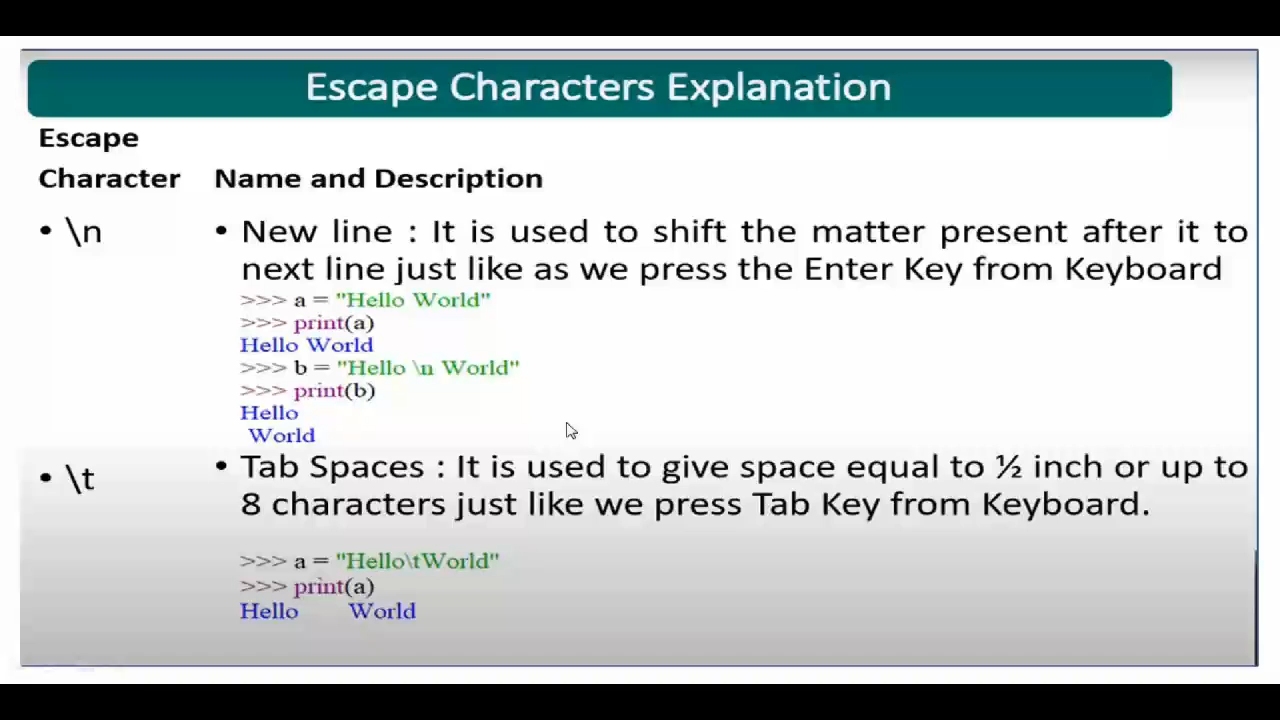 Escape Characters Explanation
Escape
Character Name and Description
• \n • New line : It is used to shift the matter present after it to
next line just like as we press the Enter Key from Keyboard
>>> a = "Hello World"
>>> print(a)
Hello World
>>> b = "Hello \n World"
>>> print(b)
Hello
 World
• \t • Tab Spaces : It is used to give space equal to ½ inch or up to
8 characters just like we press Tab Key from Keyboard.
>>> a = "Hello\tWorld"
>>> print(a)
Hello World